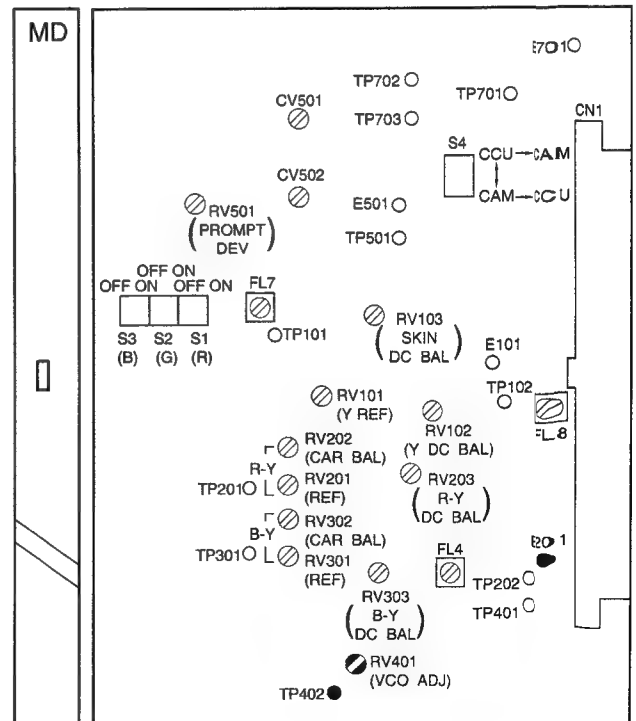 MD
E701
TP702
TP701
CN1
CV501
TP703
S4
CCU → CAM
CAM → CCU
CV502
RV501
(PROMPT
DEV)
E501
TP501
OFF ON
OFF ON OFF ON
FL7
S3 S2 S1
(B) (G) (R)
TP101
RV103
(SKIN
DC BAL)
E101
TP102
RV101
(Y REF)
RV102
(Y DC BAL)
RV202
(CAR BAL)
R-Y
RV201
(REF)
TP201
RV203
(R-Y
DC BAL)
RV302
(CAR BAL)
B-Y
RV301
(REF)
TP301
FL4
TP202
TP401
RV303
(B-Y
DC BAL)
RV401
(VCO ADJ)
TP402